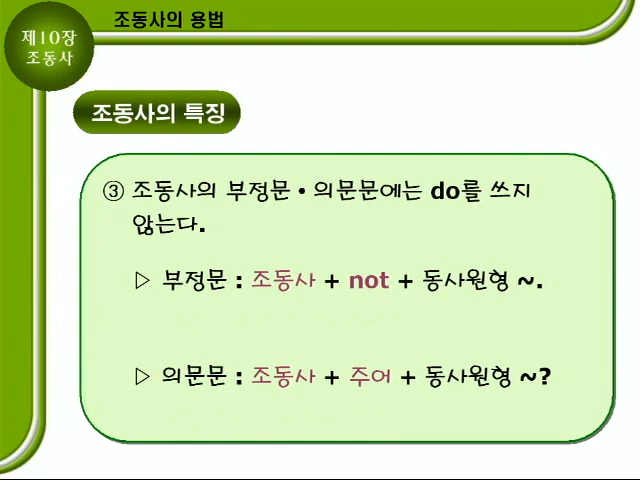 제10장
조동사
조동사의 용법
조동사의 특징
③ 조동사의 부정문 • 의문문에는 do를 쓰지
않는다.
▷ 부정문 : 조동사 + not + 동사원형 ~.
▷ 의문문 : 조동사 + 주어 + 동사원형 ~?